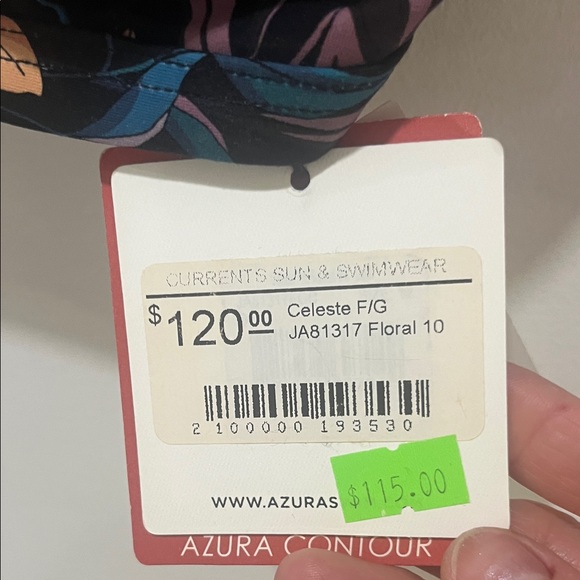 CURRENTS SUN & SWIMWEAR
$120.00 Celeste F/G
JA81317 Floral 10
2 100000 193530
WWW.AZURAS
$115.00
AZURA CONTOUR